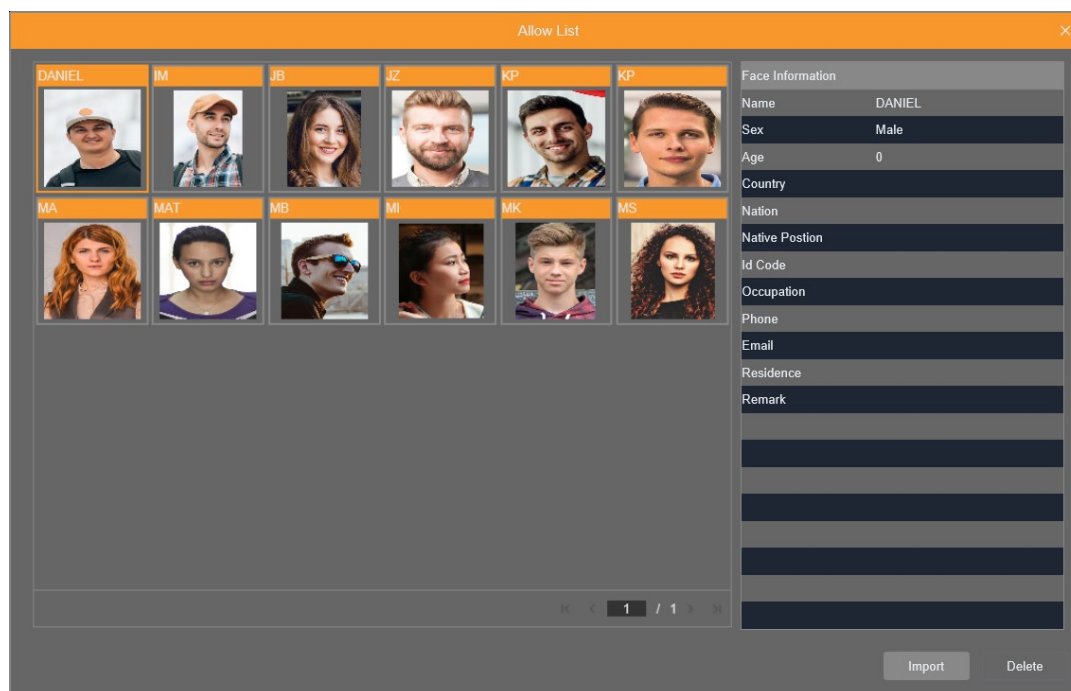 Allow List
DANIEL IM JB JZ KP KP
MA MAT MB MI MK MS
1 / 1
Face Information
Name DANIEL
Sex Male
Age 0
Country
Nation
Native Postion
Id Code
Occupation
Phone
Email
Residence
Remark
Import Delete